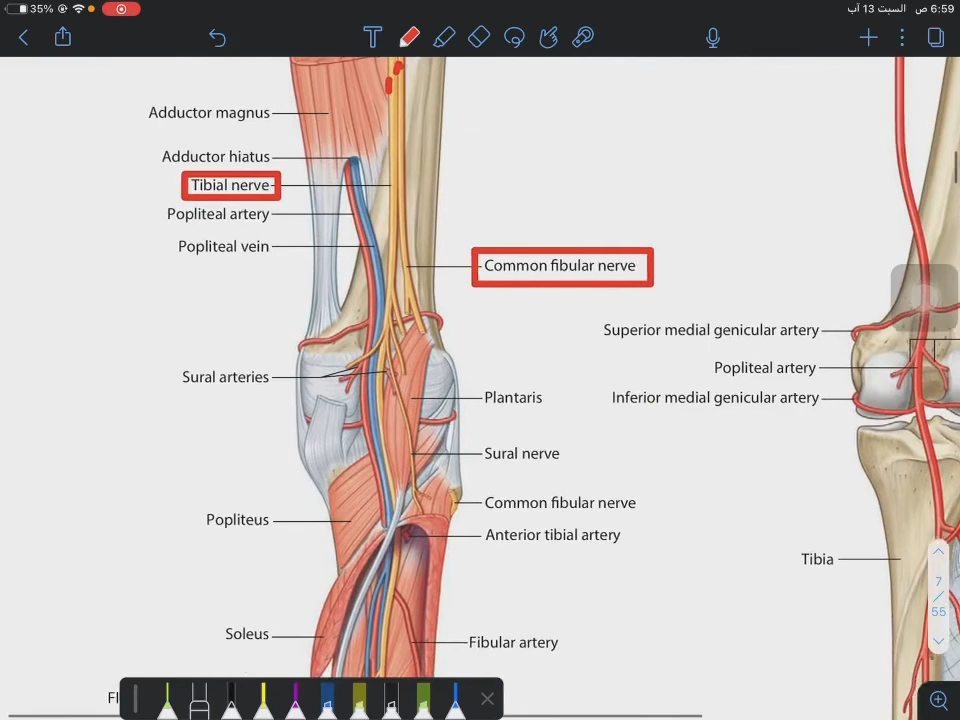 35%
6:59 ص السبت 13 آب
T
Adductor magnus
Adductor hiatus
Tibial nerve
Popliteal artery
Popliteal vein
Common fibular nerve
Superior medial genicular artery
Popliteal artery
Inferior medial genicular artery
Sural arteries
Plantaris
Sural nerve
Common fibular nerve
Popliteus
Anterior tibial artery
Tibia
7
/
55
Soleus
Fibular artery
Fl